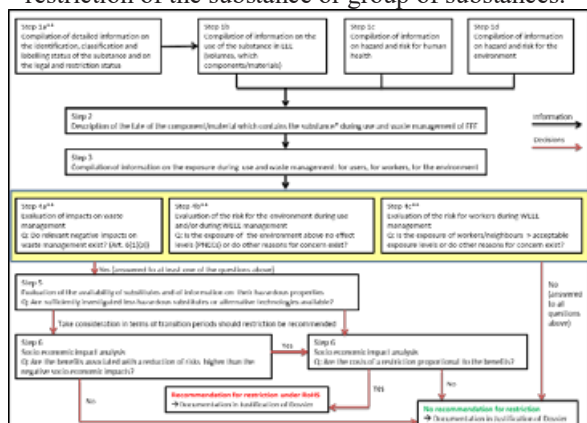 restriction of the substance or group of substances.
Step 1a**
Compilation of detailed information on
the identification, classification and
labelling status of the substance and on
the legal and restriction status
Step 1b
Compilation of information on the
use of the substance in EEE
(volumes, which
components/materials)
Step 1c
Compilation of information
on hazard and risk for human
health
Step 1d
Compilation of information on
hazard and risk for the
environment
Step 2
Description of the fate of the component/material which contains the substance* during use and waste management of EEE
Information
Decisions
Step 3
Compilation of information on the exposure during use and waste management: for users, for workers, for the environment
Step 4a**
Evaluation of impacts on waste
management
Q: Do relevant negative impacts on
waste management exist? (Art. 6(1)(a))
Step 4b**
Evaluation of the risk for the environment during use
and/or during WEEE management
Q: Is the exposure of the environment above no effect
levels (PNECs) or do other reasons for concern exist?
Step 4c**
Evaluation of the risk for workers during WEEE
management
Q: Is the exposure of workers/neighbours > acceptable
exposure levels or do other reasons for concern exist?
Yes (answered to at least one of the questions above)
No
(answered
to all
questions
above)
Step 5
Evaluation of the availability of substitutes and of information on their hazardous properties
Q: Are sufficiently investigated less hazardous substitutes or alternative technologies available?
Take consideration in terms of transition periods should restriction be recommended
Step 6
Socio economic impact analysis
Q: Are the benefits associated with a reduction of risks higher than the
negative socio economic impacts?
Yes
Step 6
Socio economic impact analysis
Q: Are the costs of a restriction proportional to the benefits?
No
Yes
No
Recommendation for restriction under RoHS
→ Documentation in Justification of Dossier
No recommendation for restriction
→ Documentation in Justification of Dossier